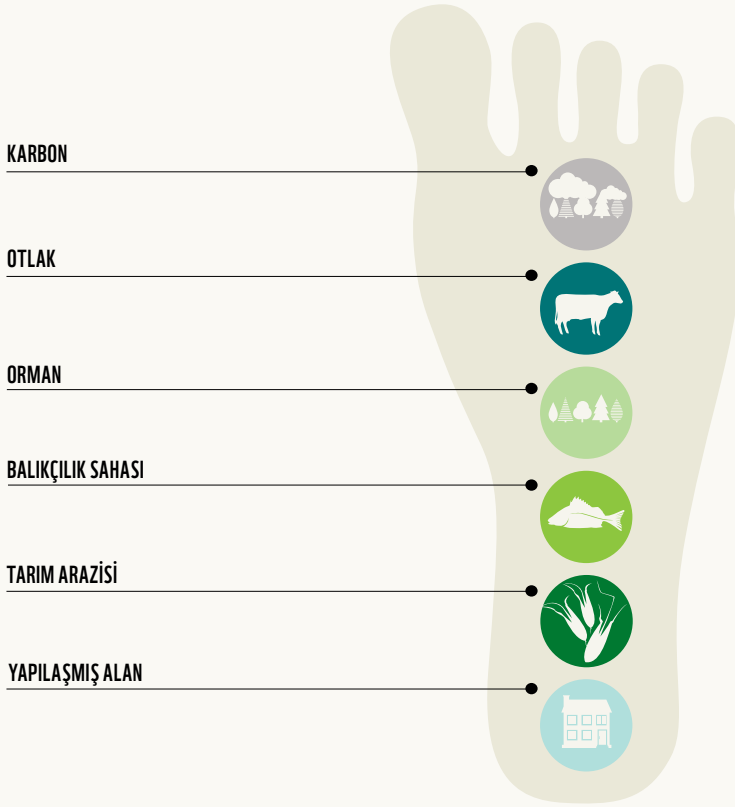 KARBON
OTLAK
ORMAN
BALIKÇILIK SAHASI
TARIM ARAZİSİ
YAPILAŞMIŞ ALAN